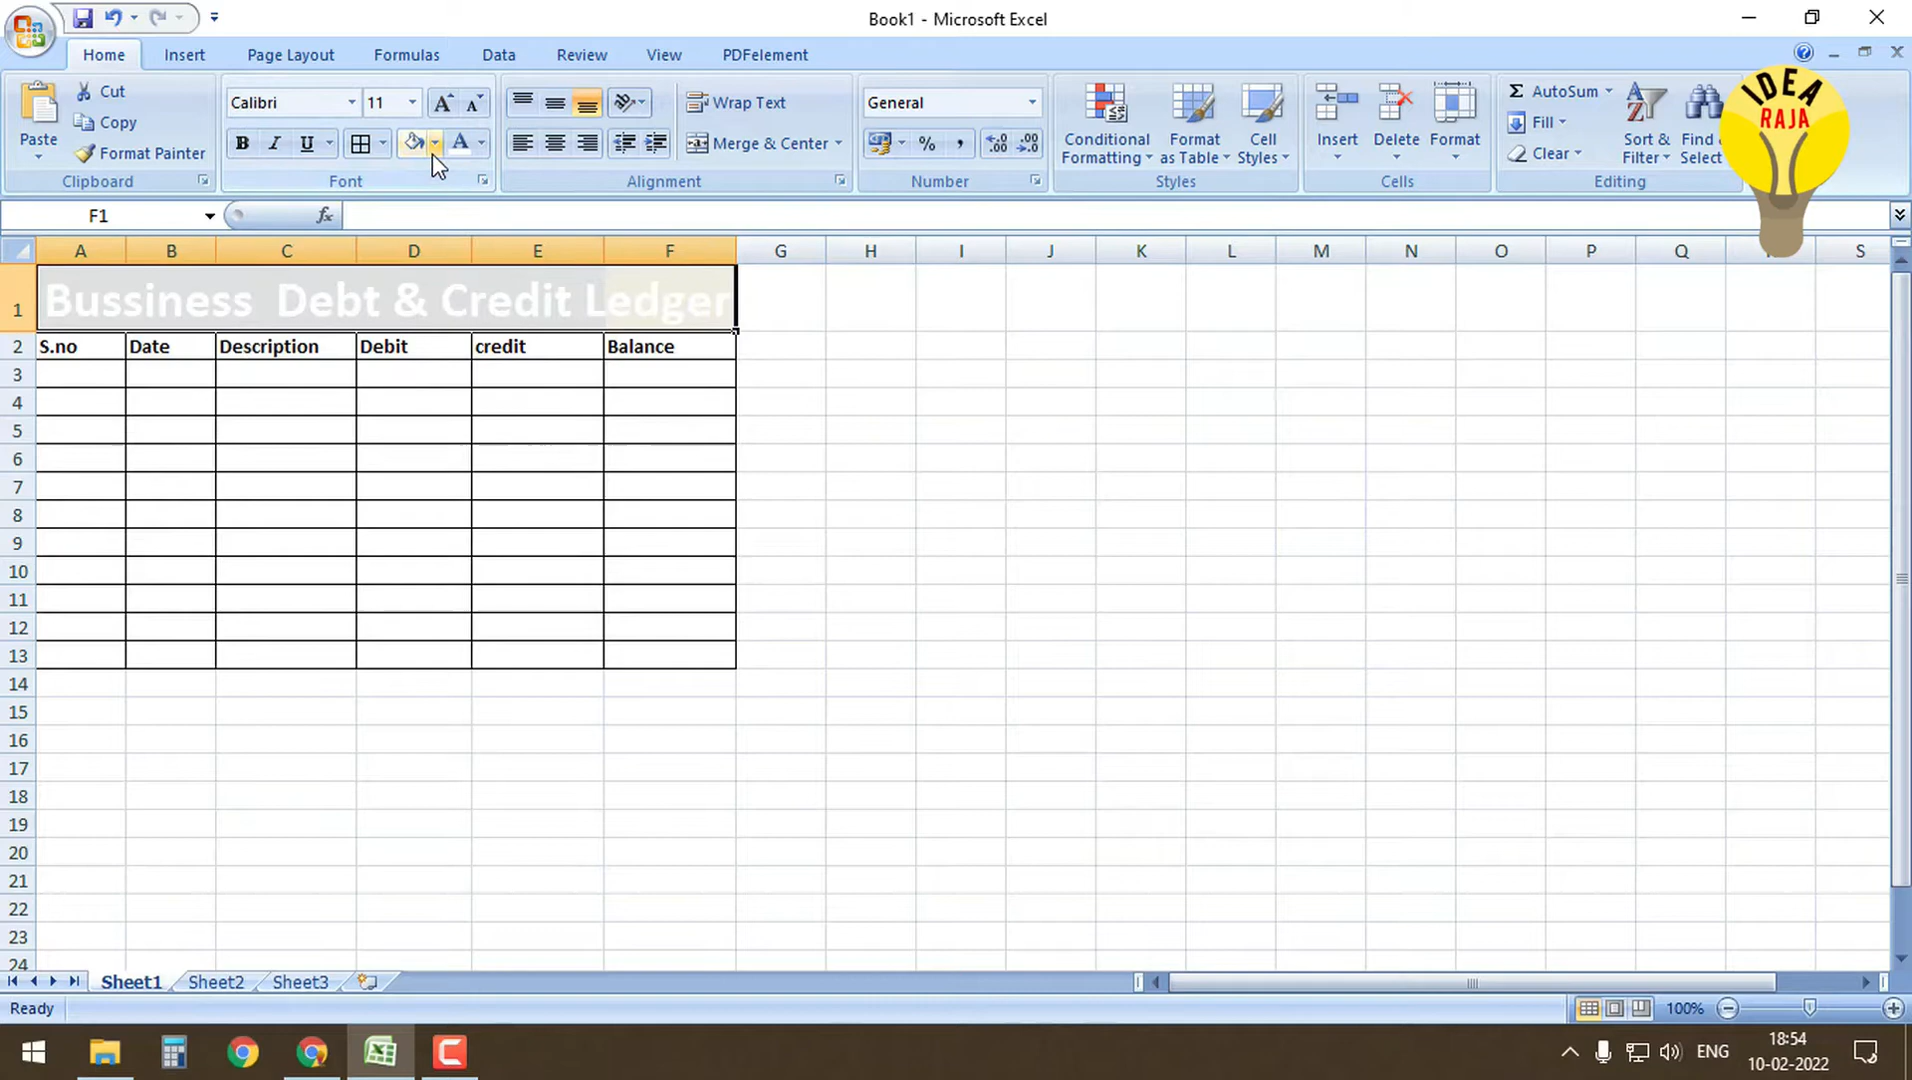 Book1 - Microsoft Excel
Home Insert Page Layout Formulas Data Review View PDFelement
IDEA
RAJA
Paste
Cut
Copy
Format Painter
Clipboard
Calibri 11
B I U
Font
Wrap Text
Merge & Center
Alignment
General
%
Number
Conditional Formatting
Format as Table
Cell Styles
Styles
Insert Delete Format
Cells
Σ AutoSum
Fill
Clear
Sort & Filter
Find & Select
Editing
F1 fx
A B C D E F G H I J K L M N O P Q S
1 Bussiness Debt & Credit Ledger
2 S.no Date Description Debit credit Balance
3
4
5
6
7
8
9
10
11
12
13
14
15
16
17
18
19
20
21
22
23
24
Sheet1 Sheet2 Sheet3
Ready 100%
ENG 18:54
10-02-2022